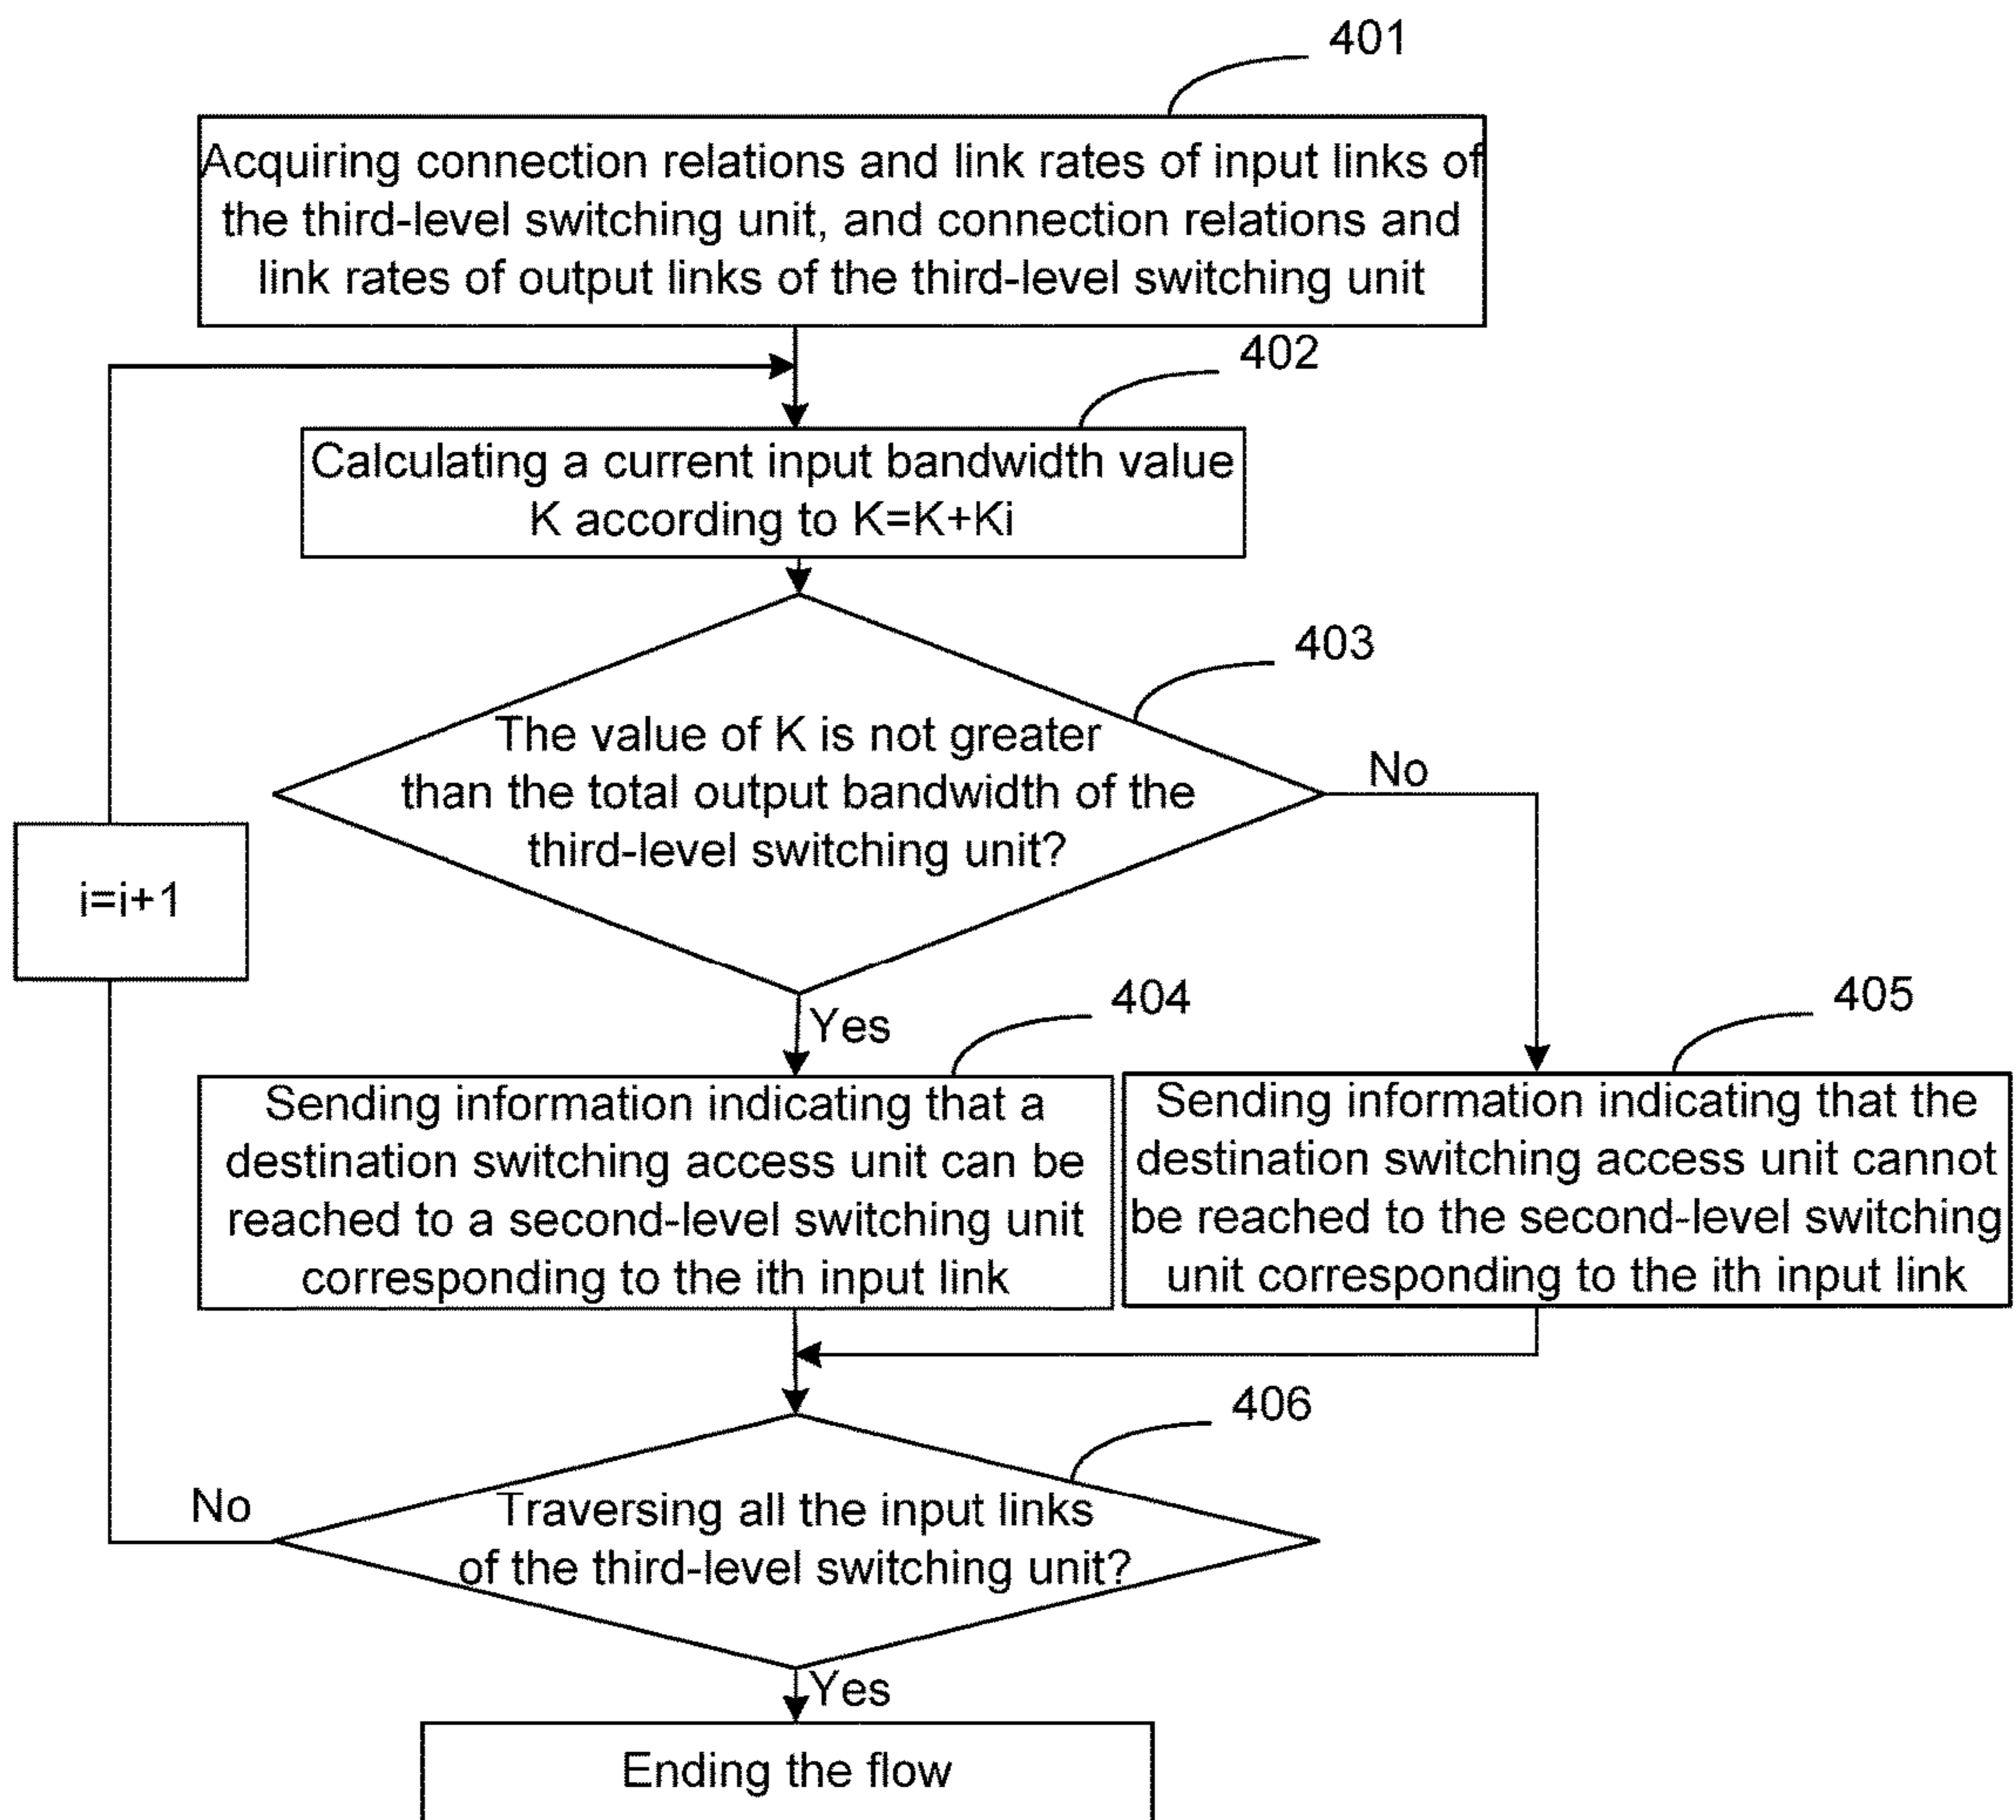 401
Acquiring connection relations and link rates of input links of
the third-level switching unit, and connection relations and
link rates of output links of the third-level switching unit
402
Calculating a current input bandwidth value
K according to K=K+Ki
403
The value of K is not greater
than the total output bandwidth of the
third-level switching unit?
No
i=i+1
Yes
404
405
Sending information indicating that a
destination switching access unit can be
reached to a second-level switching unit
corresponding to the ith input link
Sending information indicating that the
destination switching access unit cannot
be reached to the second-level switching
unit corresponding to the ith input link
406
No
Traversing all the input links
of the third-level switching unit?
Yes
Ending the flow